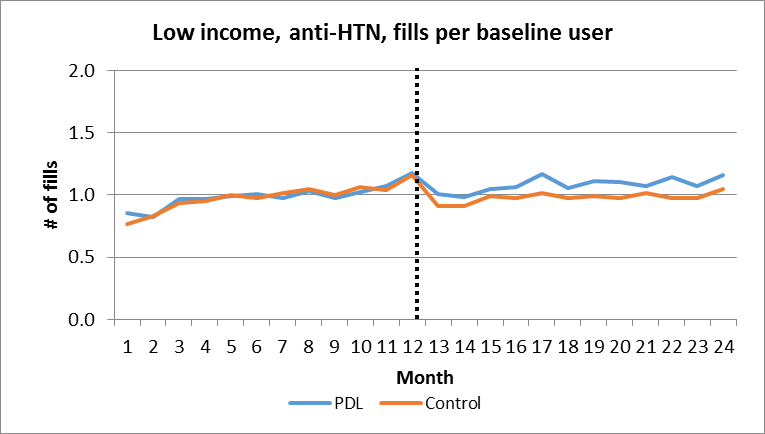 Low income, anti-HTN, fills per baseline user
2.0
1.5
1.0
0.5
0.0
# of fills
1 2 3 4 5 6 7 8 9 10 11 12 13 14 15 16 17 18 19 20 21 22 23 24
Month
PDL Control